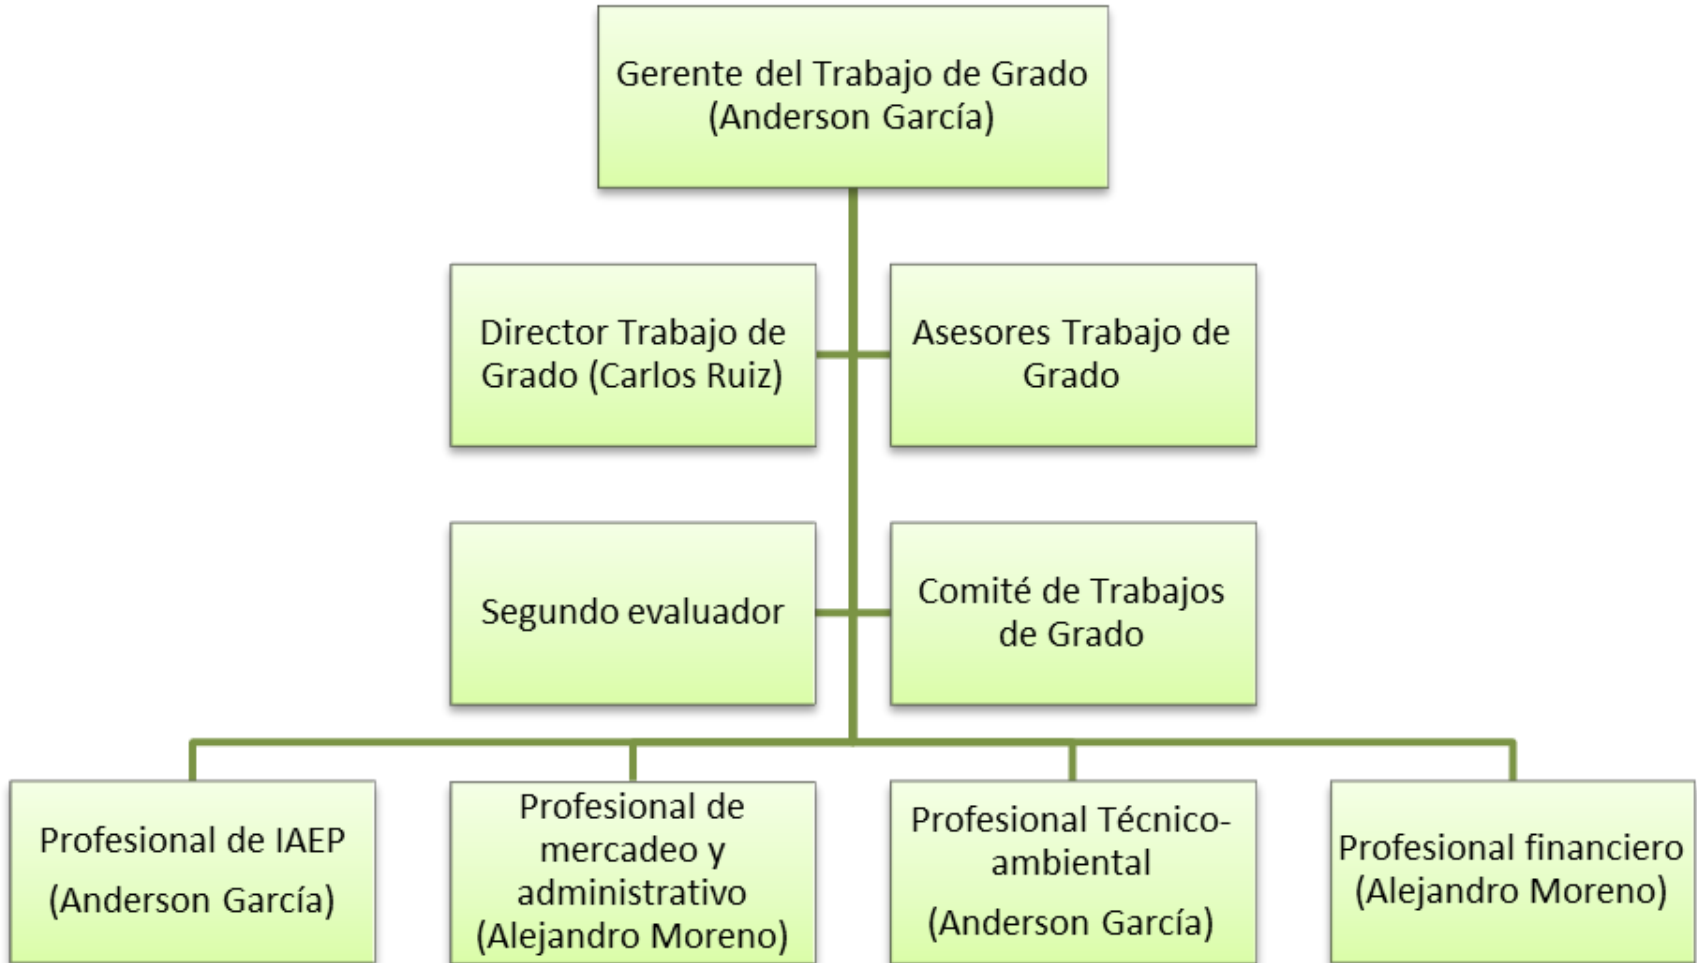 Gerente del Trabajo de Grado
(Anderson García)
Director Trabajo de
Grado (Carlos Ruiz)
Asesores Trabajo de
Grado
Segundo evaluador
Comité de Trabajos
de Grado
Profesional de IAEP
(Anderson García)
Profesional de
mercadeo y
administrativo
(Alejandro Moreno)
Profesional Técnico-
ambiental
(Anderson García)
Profesional financiero
(Alejandro Moreno)